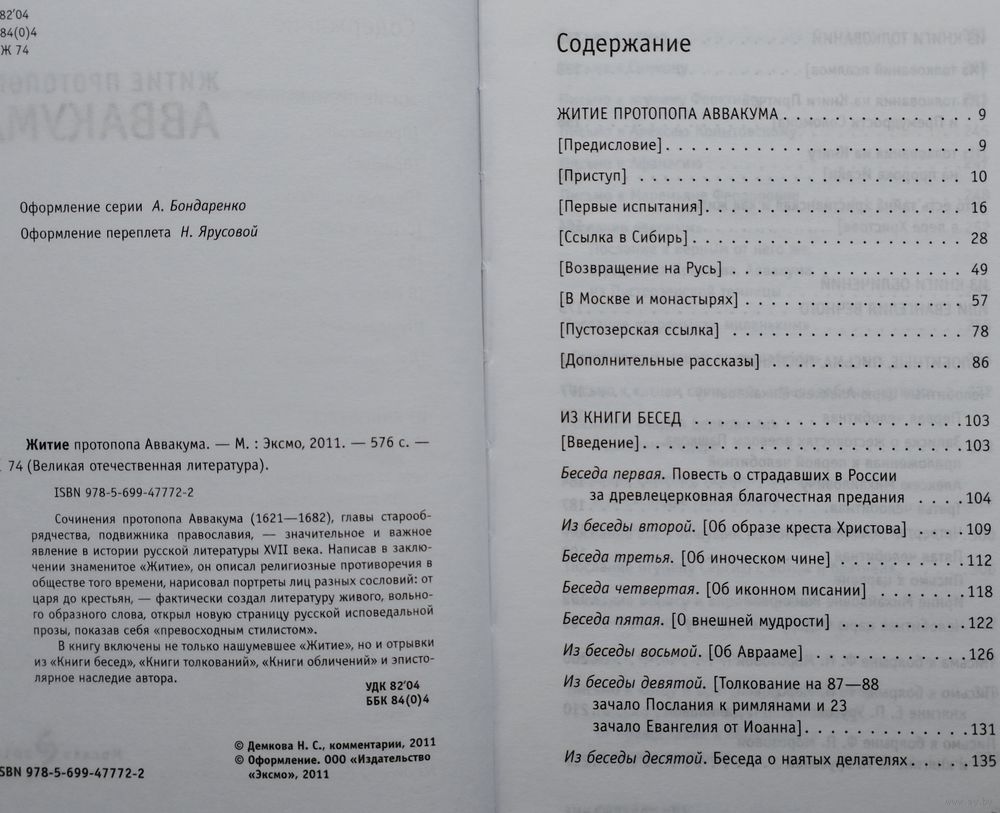 82'04
84(0)4
Ж 74
Оформление серии А. Бондаренко
Оформление переплета Н. Ярусовой
Житие протопопа Аввакума. — М. : Эксмо, 2011. — 576 с. —
74 (Великая отечественная литература).
ISBN 978-5-699-47772-2
Сочинения протопопа Аввакума (1621—1682), главы старооб-
рядчества, подвижника православия, — значительное и важное
явление в истории русской литературы XVII века. Написав в заклю-
чении знаменитое «Житие», он описал религиозные противоречия в
обществе того времени, нарисовал портреты лиц разных сословий: от
царя до крестьян, — фактически создал литературу живого, вольно-
го образного слова, открыл новую страницу русской исповедальной
прозы, показав себя «превосходным стилистом».
В книгу включены не только нашумевшее «Житие», но и отрывки
из «Книги бесед», «Книги толкований», «Книги обличений» и эписто-
лярное наследие автора.
УДК 82'04
ББК 84(0)4
© Демкова Н. С., комментарии, 2011
© Оформление. ООО «Издательство
«Эксмо», 2011
SBN 978-5-699-47772-2
Содержание
ЖИТИЕ ПРОТОПОПА АВВАКУМА . . . . . . . . . . . . . . . 9
[Предисловие] . . . . . . . . . . . . . . . . . . . . . . . 9
[Приступ] . . . . . . . . . . . . . . . . . . . . . . . . . 10
[Первые испытания] . . . . . . . . . . . . . . . . . . . . 16
[Ссылка в Сибирь] . . . . . . . . . . . . . . . . . . . . . 28
[Возвращение на Русь] . . . . . . . . . . . . . . . . . . 49
[В Москве и монастырях] . . . . . . . . . . . . . . . . . 57
[Пустозерская ссылка] . . . . . . . . . . . . . . . . . . 78
[Дополнительные рассказы] . . . . . . . . . . . . . . . 86
ИЗ КНИГИ БЕСЕД . . . . . . . . . . . . . . . . . . . . . 103
[Введение] . . . . . . . . . . . . . . . . . . . . . . . . 103
Беседа первая. Повесть о страдавших в России
за древлецерковная благочестная предания . . . . 104
Из беседы второй. [Об образе креста Христова] . . . . 109
Беседа третья. [Об иноческом чине] . . . . . . . . . . 112
Беседа четвертая. [Об иконном писании] . . . . . . . 118
Беседа пятая. [О внешней мудрости] . . . . . . . . . . 122
Из беседы восьмой. [Об Аврааме] . . . . . . . . . . . . 126
Из беседы девятой. [Толкование на 87—88
зачало Послания к римлянами и 23
зачало Евангелия от Иоанна] . . . . . . . . . . . . . 131
Из беседы десятой. Беседа о наятых делателях . . . . . 135